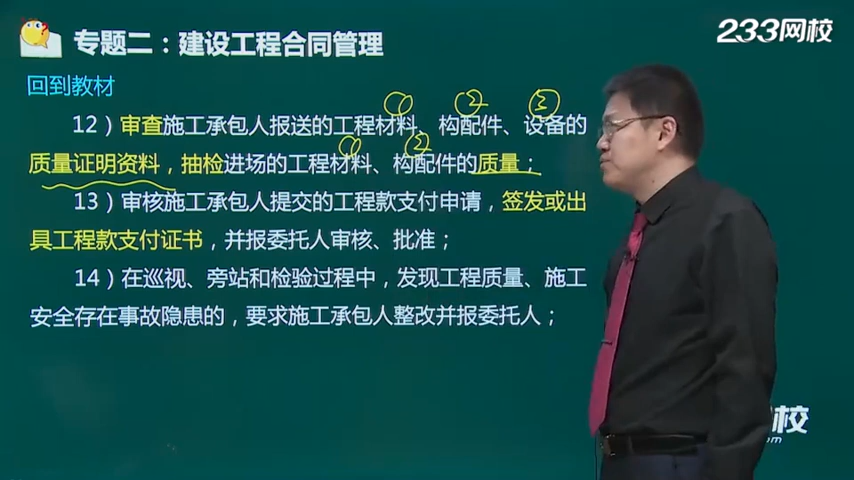 专题二：建设工程合同管理
233网校
回到教材
① ② ③
12）审查施工承包人报送的工程材料、构配件、设备的
① ②
质量证明资料，抽检进场的工程材料、构配件的质量；
13）审核施工承包人提交的工程款支付申请，签发或出
具工程款支付证书，并报委托人审核、批准；
14）在巡视、旁站和检验过程中，发现工程质量、施工
安全存在事故隐患的，要求施工承包人整改并报委托人；
校
om